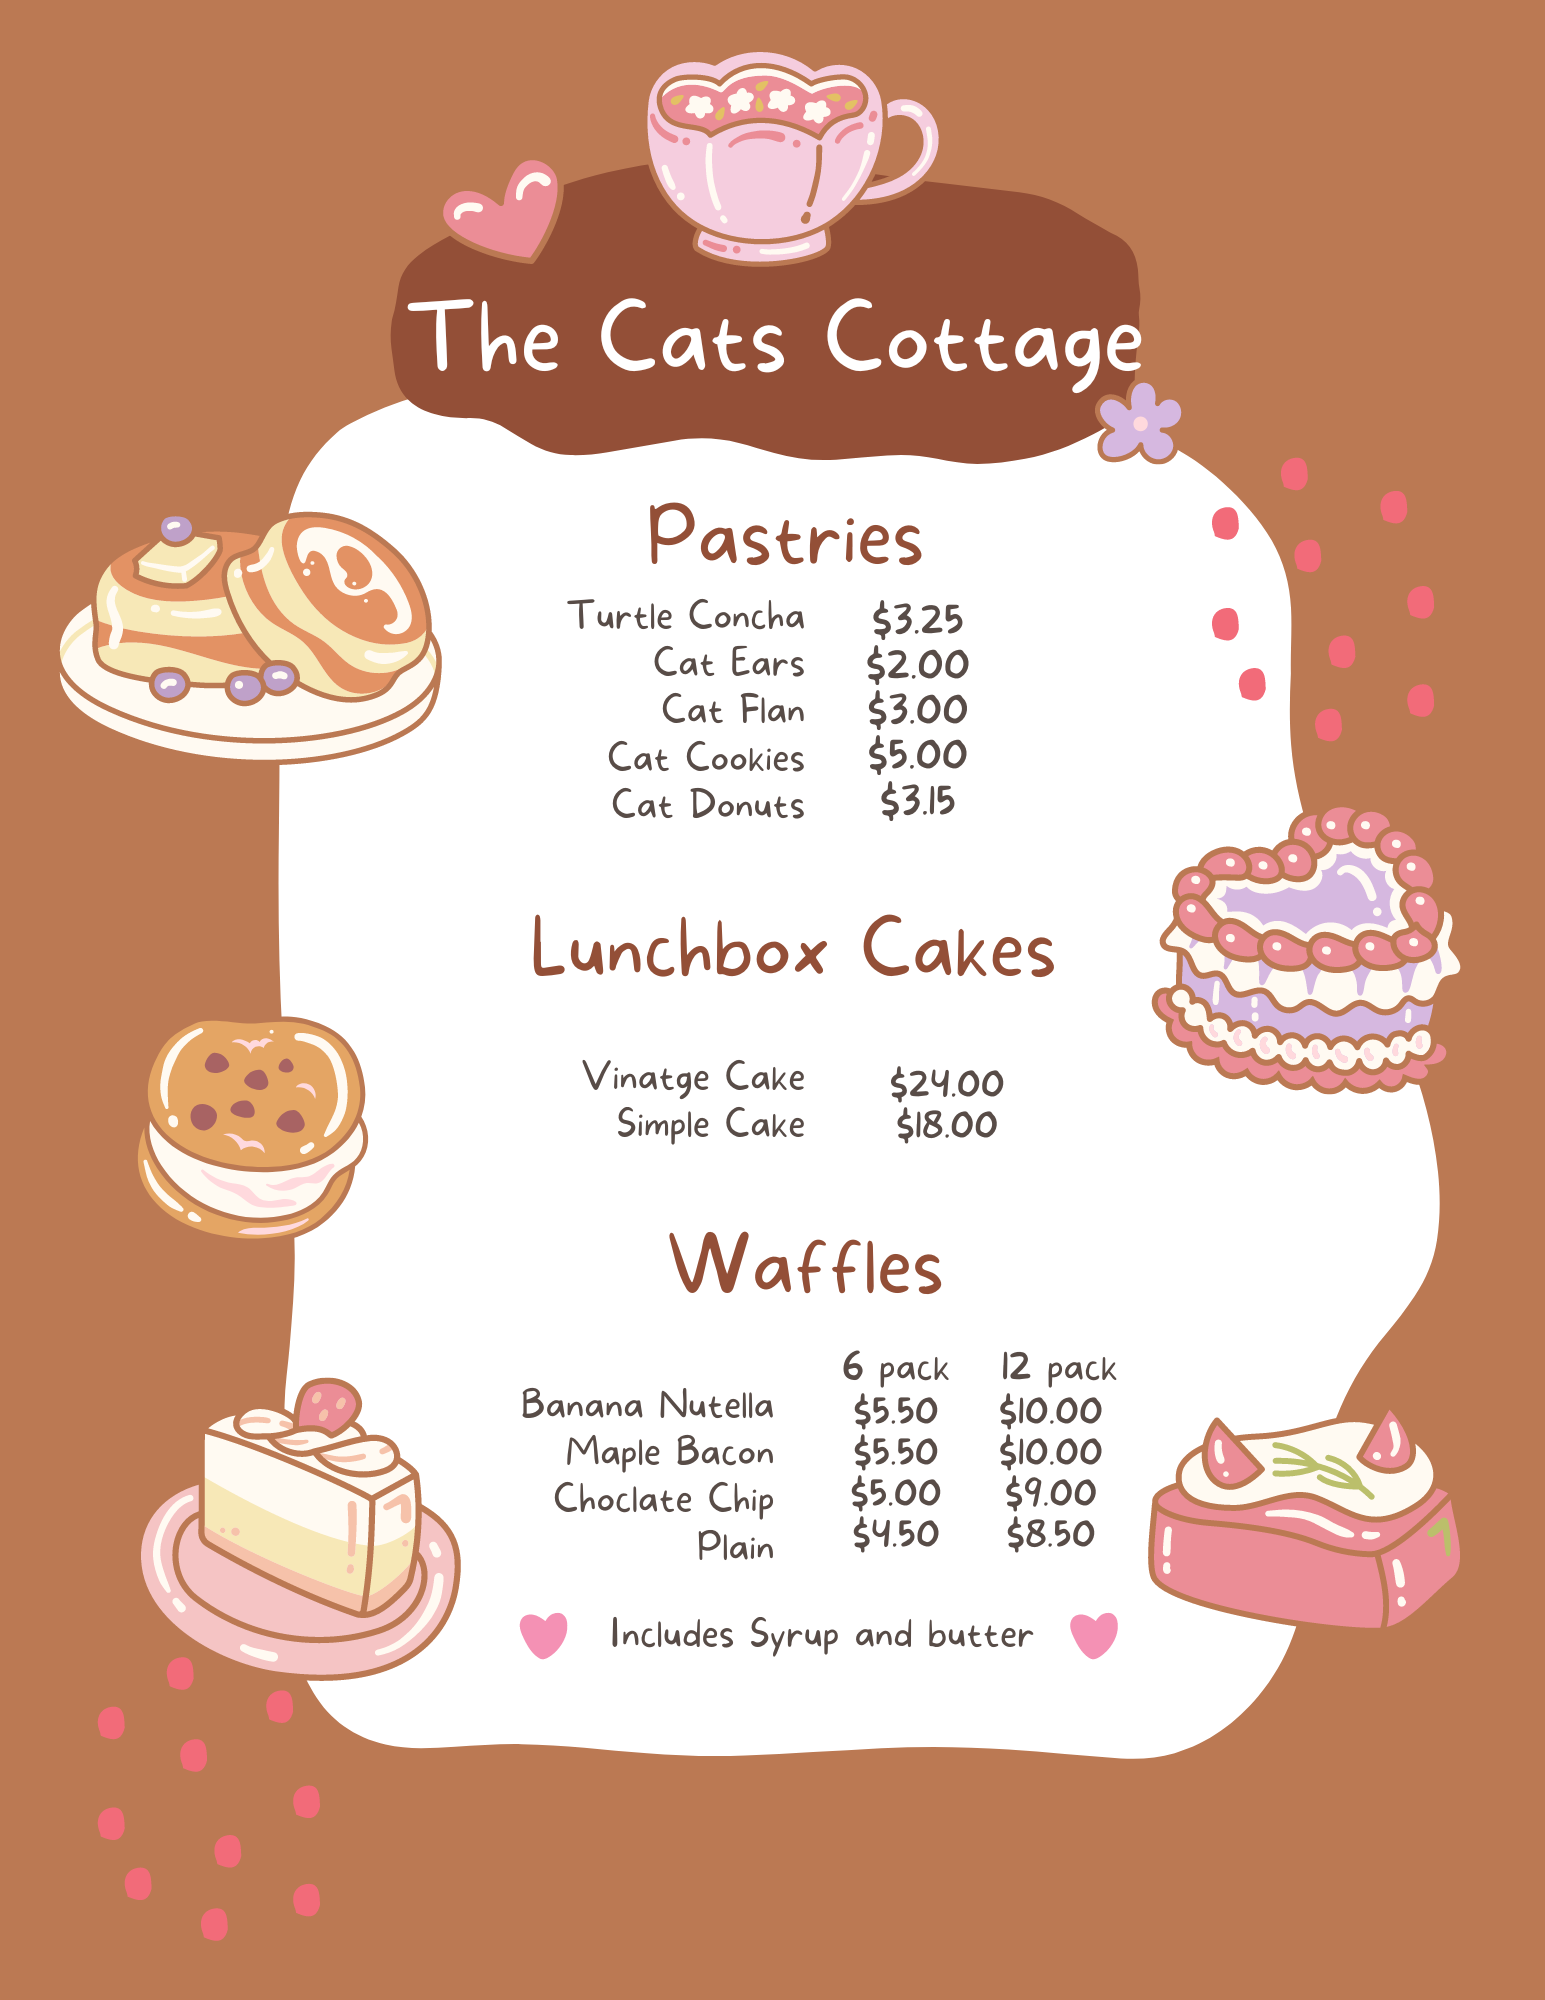 The Cats Cottage
Pastries
Turtle Concha $3.25
Cat Ears $2.00
Cat Flan $3.00
Cat Cookies $5.00
Cat Donuts $3.15
Lunchbox Cakes
Vinatge Cake $24.00
Simple Cake $18.00
Waffles
6 pack 12 pack
Banana Nutella $5.50 $10.00
Maple Bacon $5.50 $10.00
Choclate Chip $5.00 $9.00
Plain $4.50 $8.50
Includes Syrup and butter